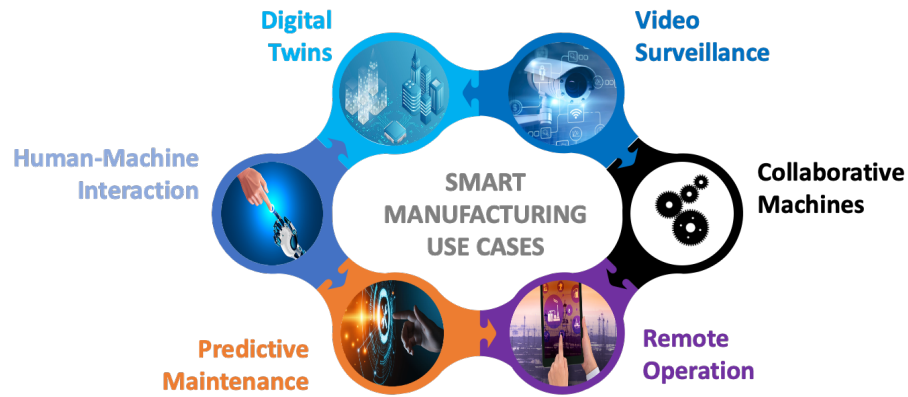 Digital
Twins
Video
Surveillance
Human-Machine
Interaction
SMART
MANUFACTURING
USE CASES
Collaborative
Machines
Predictive
Maintenance
Remote
Operation